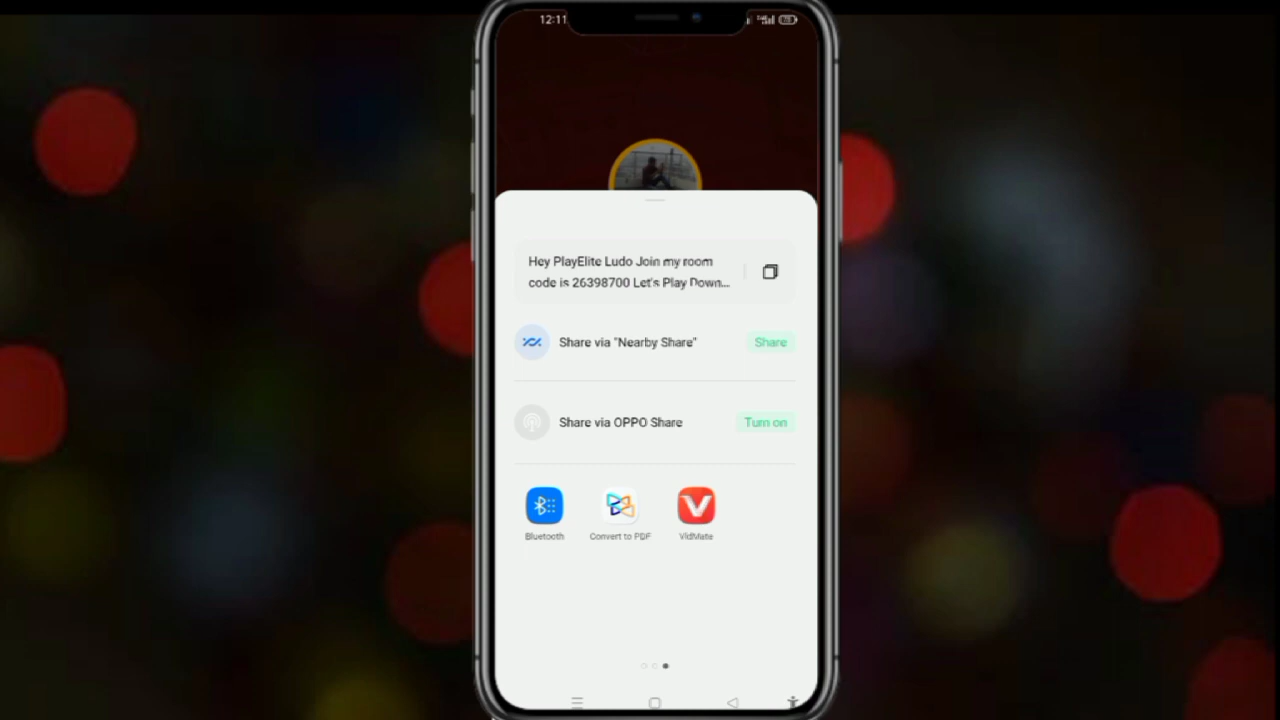 12:11
Hey PlayElite Ludo Join my room
code is 26398700 Let's Play Down...
Share via "Nearby Share"
Share
Share via OPPO Share
Turn on
Bluetooth
Convert to PDF
VidMate